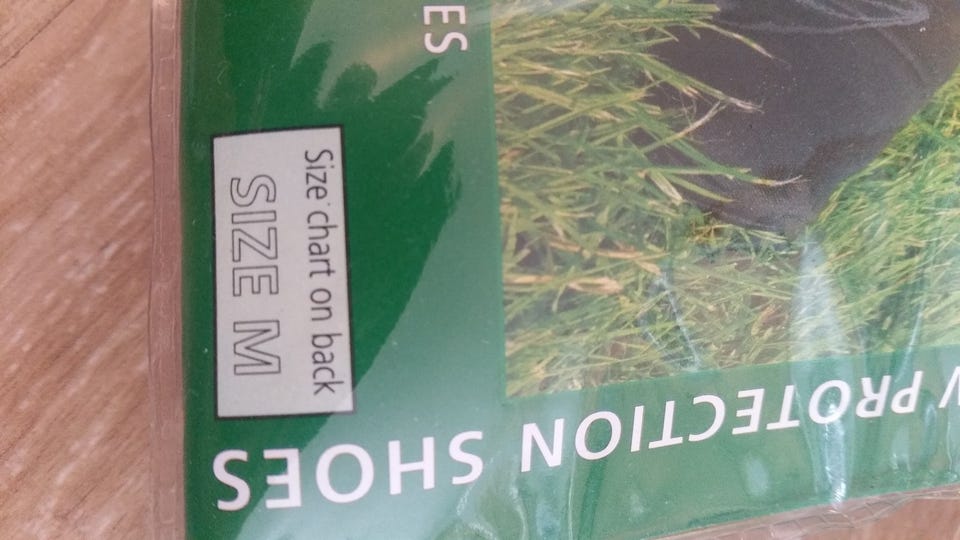 ES
Size chart on back
SIZE M
PROTECTION SHOES